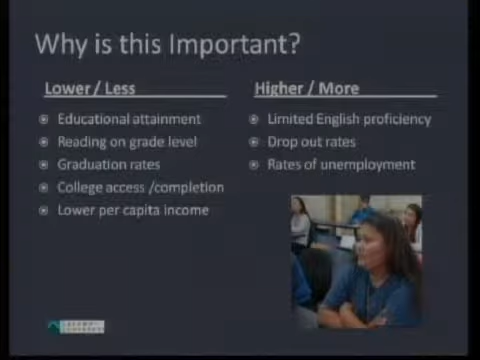 Why is this Important?
Lower / Less
Educational attainment
Reading on grade level
Graduation rates
College access /completion
Lower per capita income
Higher / More
Limited English proficiency
Drop out rates
Rates of unemployment